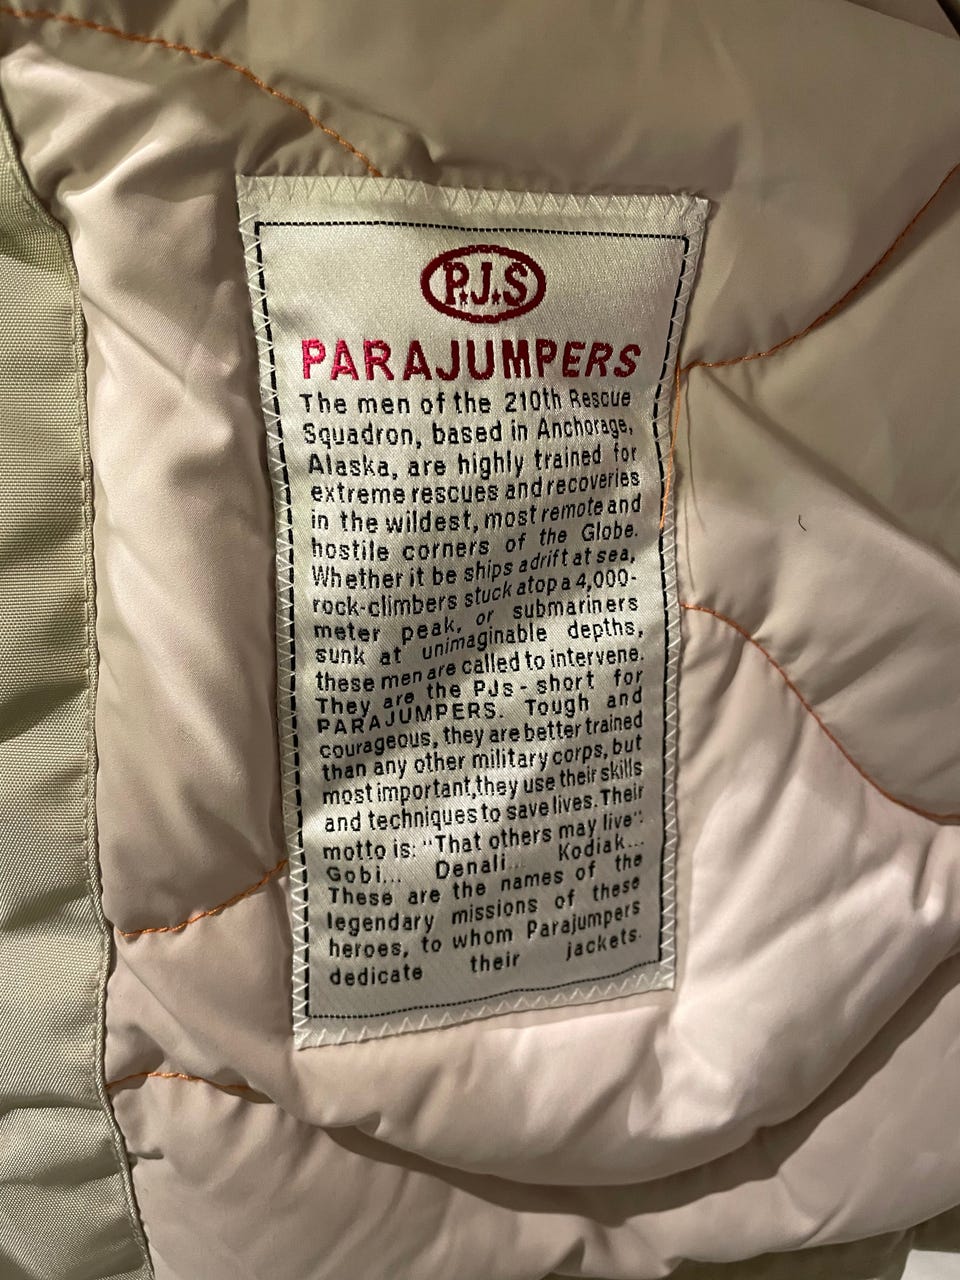 P.J.S
PARAJUMPERS
The men of the 210th Rescue
Squadron, based in Anchorage,
Alaska, are highly trained for
extreme rescues and recoveries
in the wildest, most remote and
hostile corners of the Globe.
Whether it be ships adrift at sea,
rock-climbers stuck atop a 4,000-
meter peak, or submariners
sunk at unimaginable depths,
these men are called to intervene.
They are the PJs - short for
PARAJUMPERS. Tough and
courageous, they are better trained
than any other military corps, but
most important,they use their skills
and techniques to save lives. Their
motto is: "That others may live":
Gobi... Denali... Kodiak...
These are the names of the
legendary missions of these
heroes, to whom Parajumpers
dedicate their jackets.